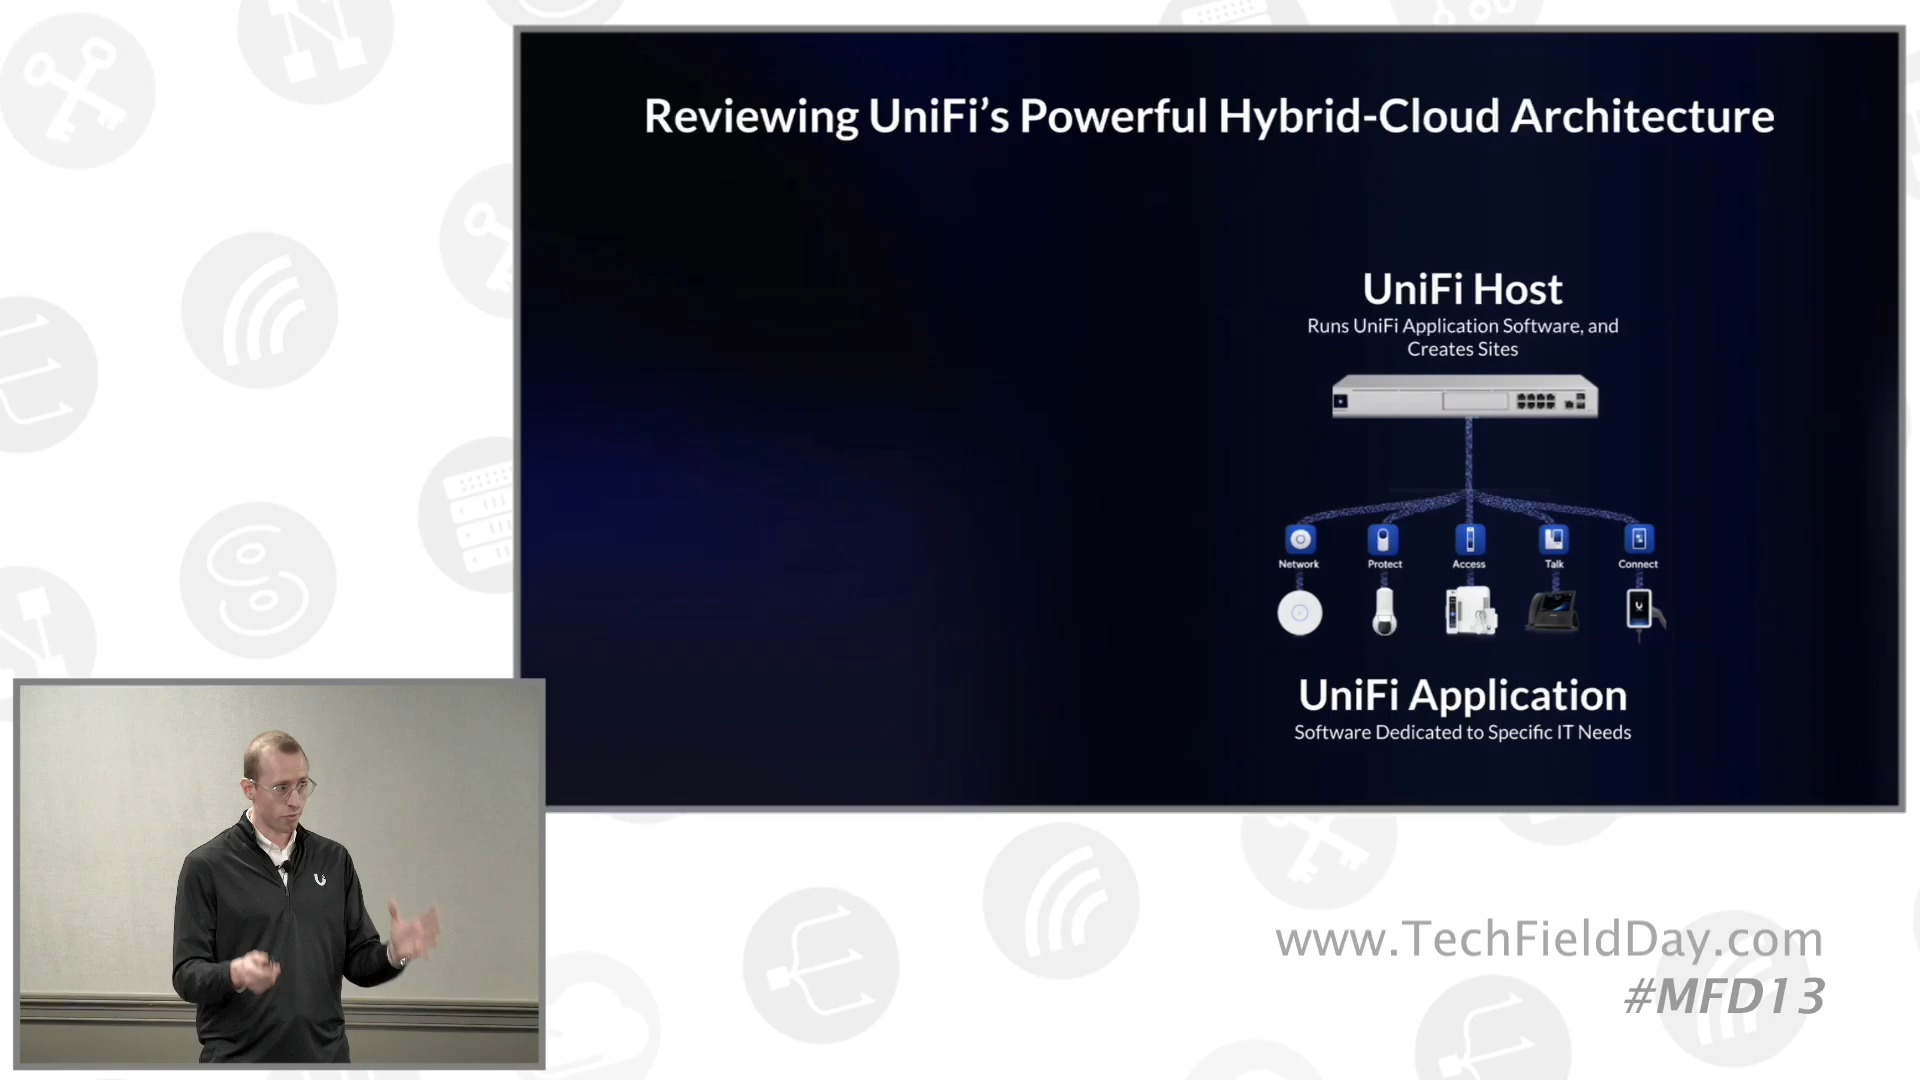 Reviewing UniFi's Powerful Hybrid-Cloud Architecture
UniFi Host
Runs UniFi Application Software, and
Creates Sites
Network Protect Access Talk Connect
UniFi Application
Software Dedicated to Specific IT Needs
www.TechFieldDay.com
#MFD13